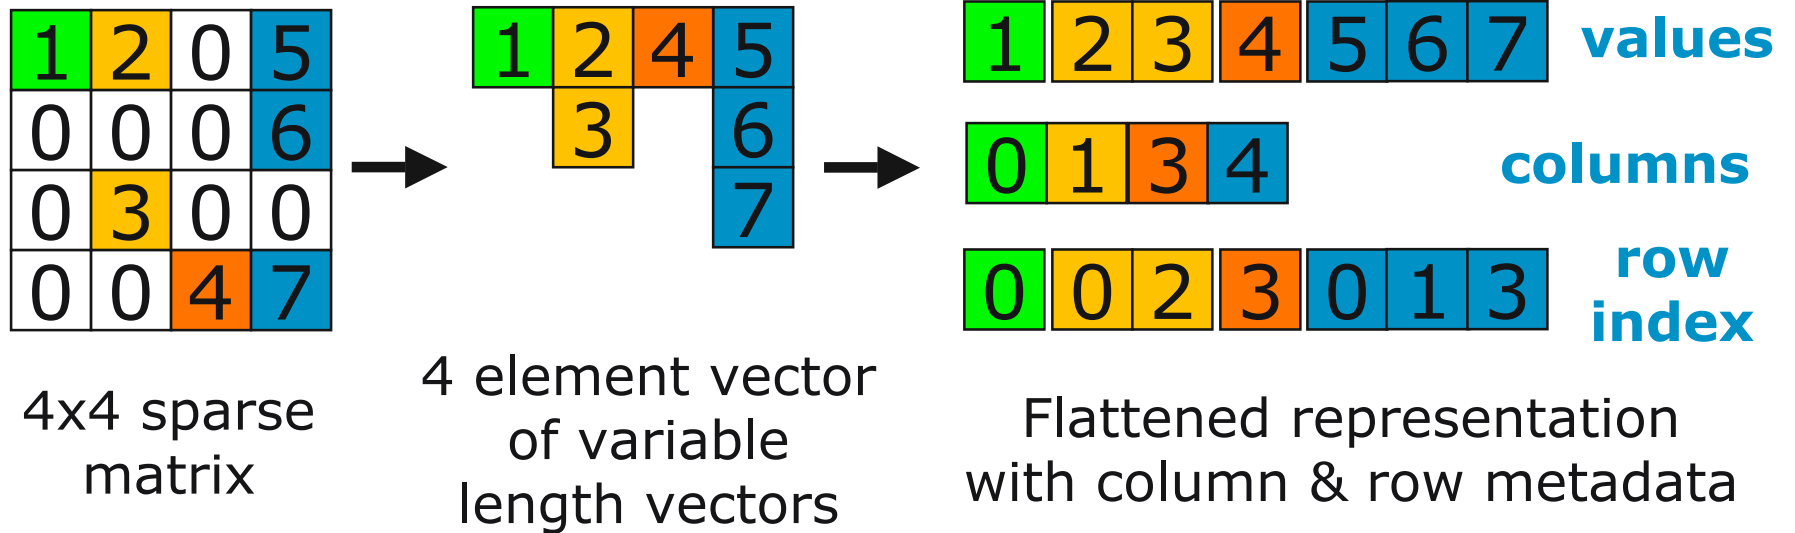 1 2 0 5
0 0 0 6
0 3 0 0
0 0 4 7
4x4 sparse
matrix
1 2 4 5
3 6
7
4 element vector
of variable
length vectors
1 2 3 4 5 6 7 values
0 1 3 4 columns
0 0 2 3 0 1 3 row
index
Flattened representation
with column & row metadata